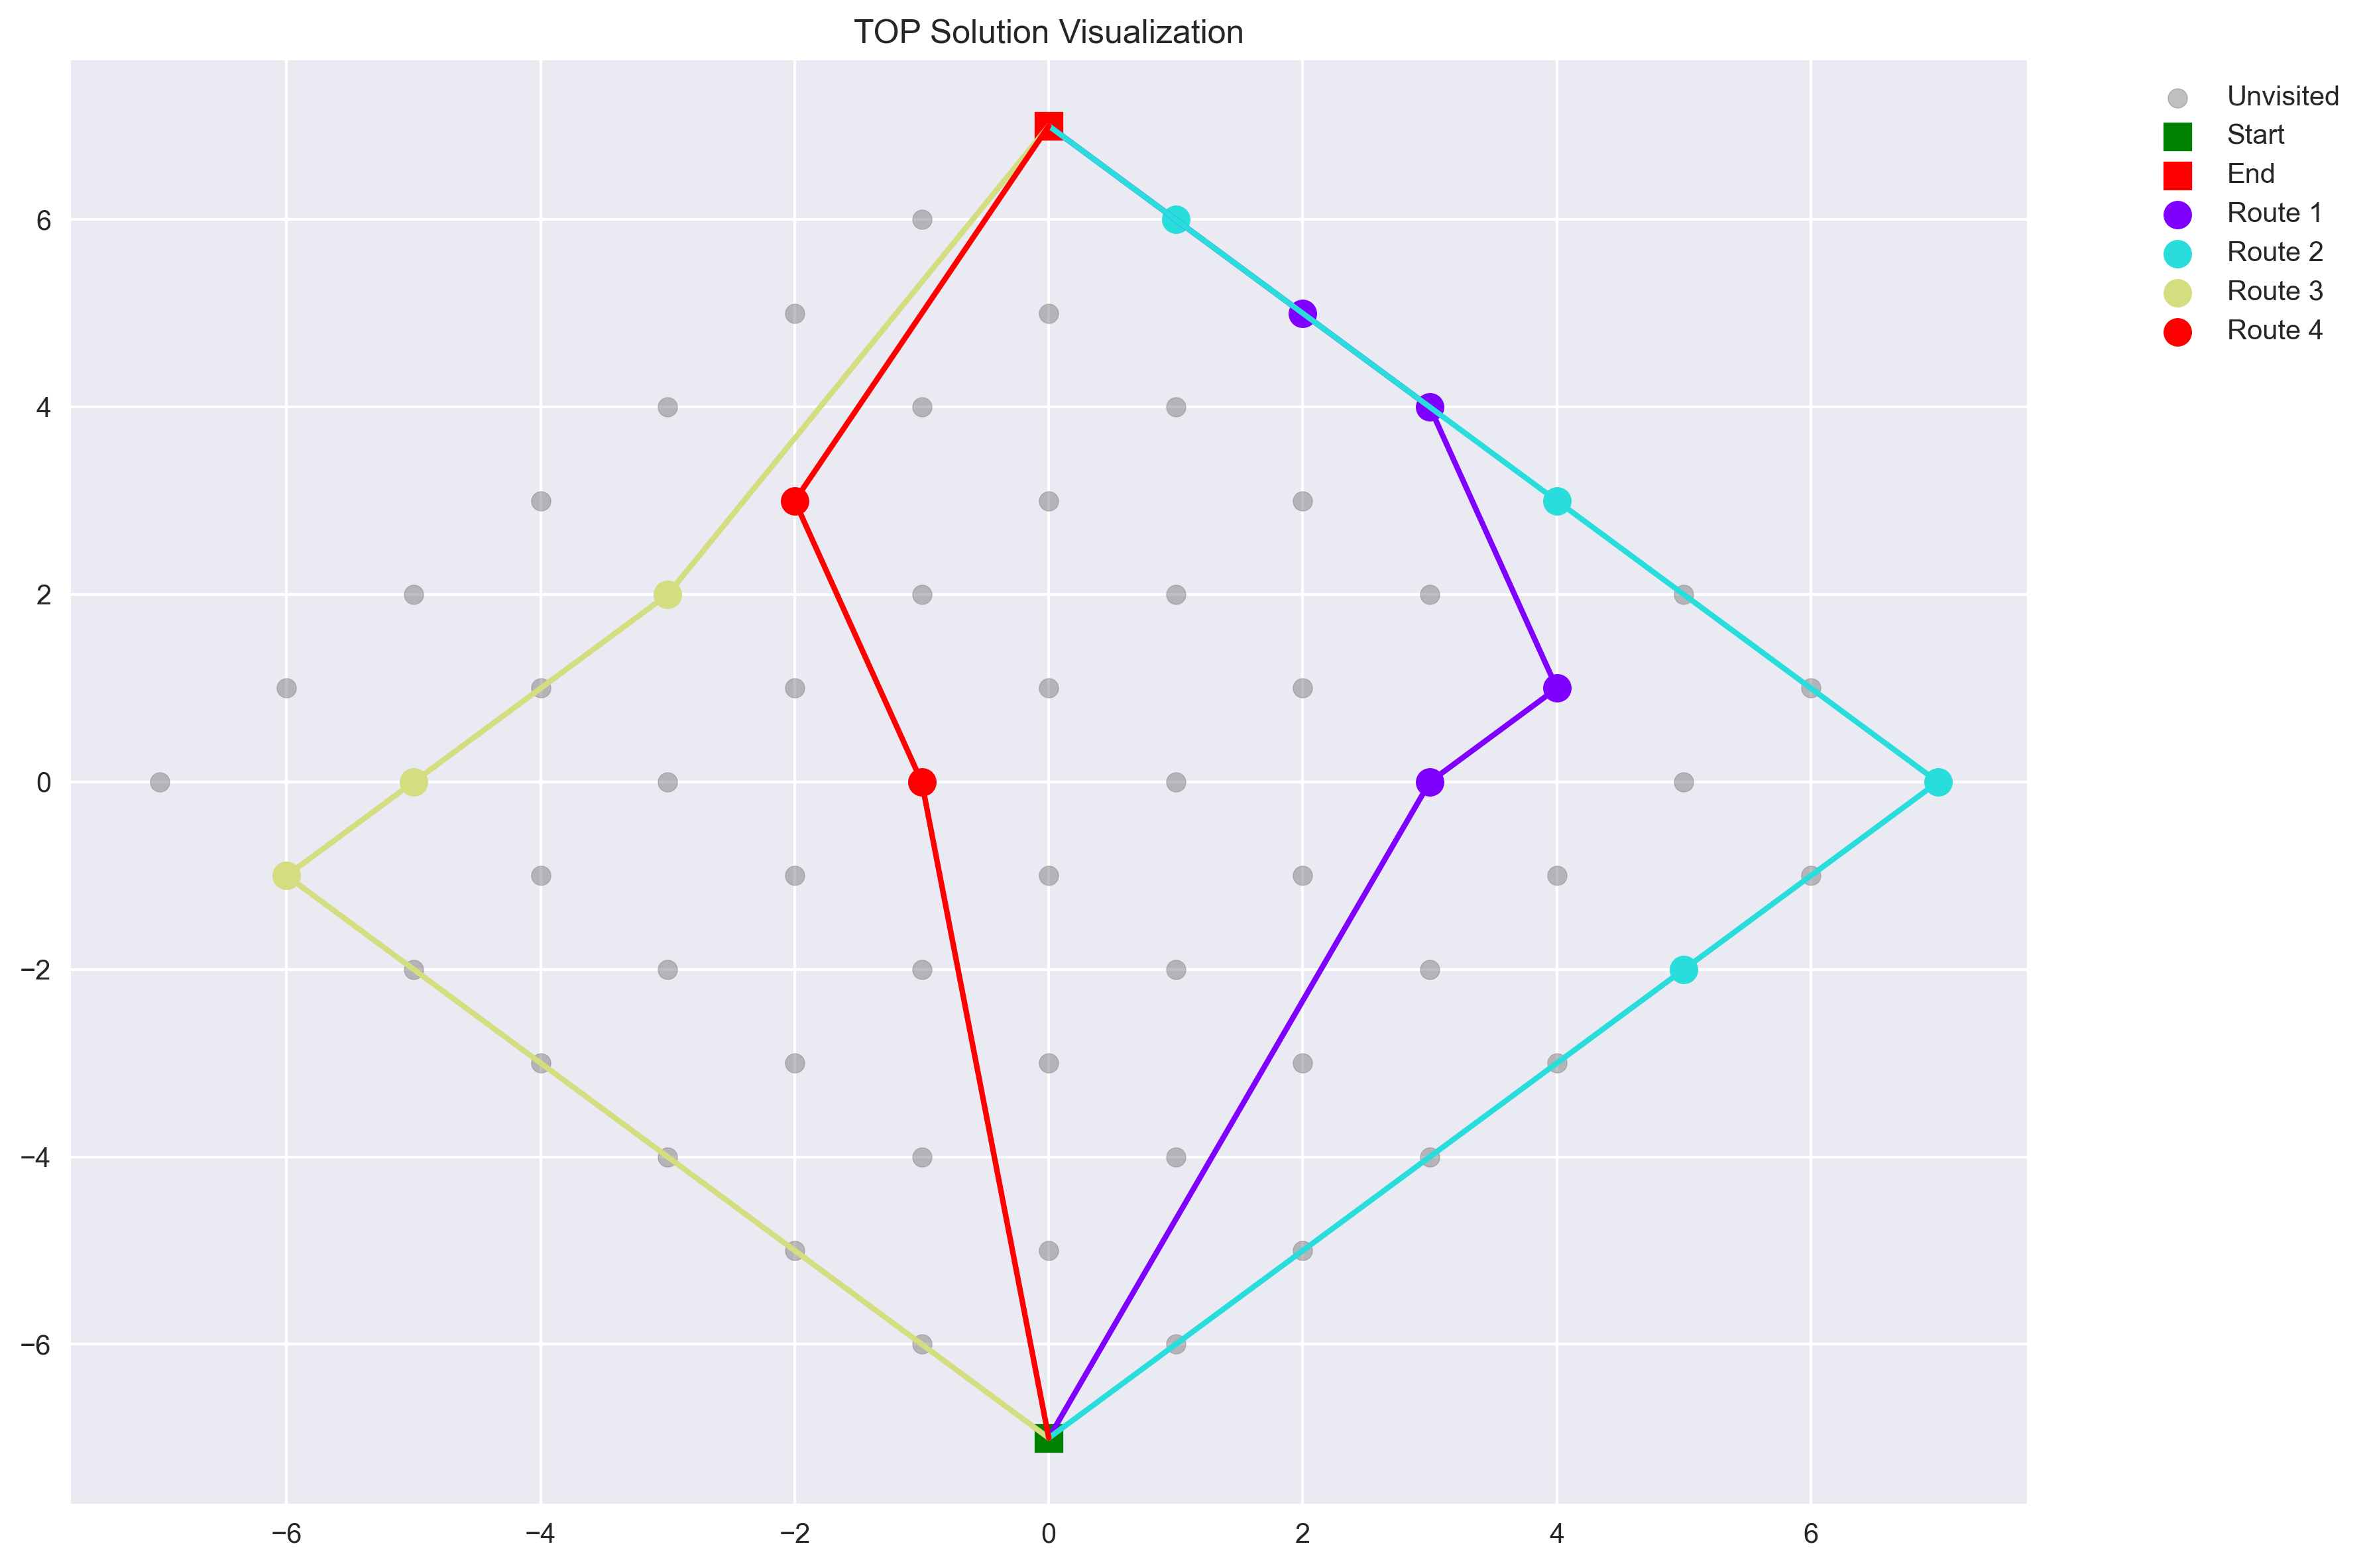 TOP Solution Visualization
Unvisited
Start
End
Route 1
Route 2
Route 3
Route 4
6
4
2
0
−2
−4
−6
−6
−4
−2
0
2
4
6